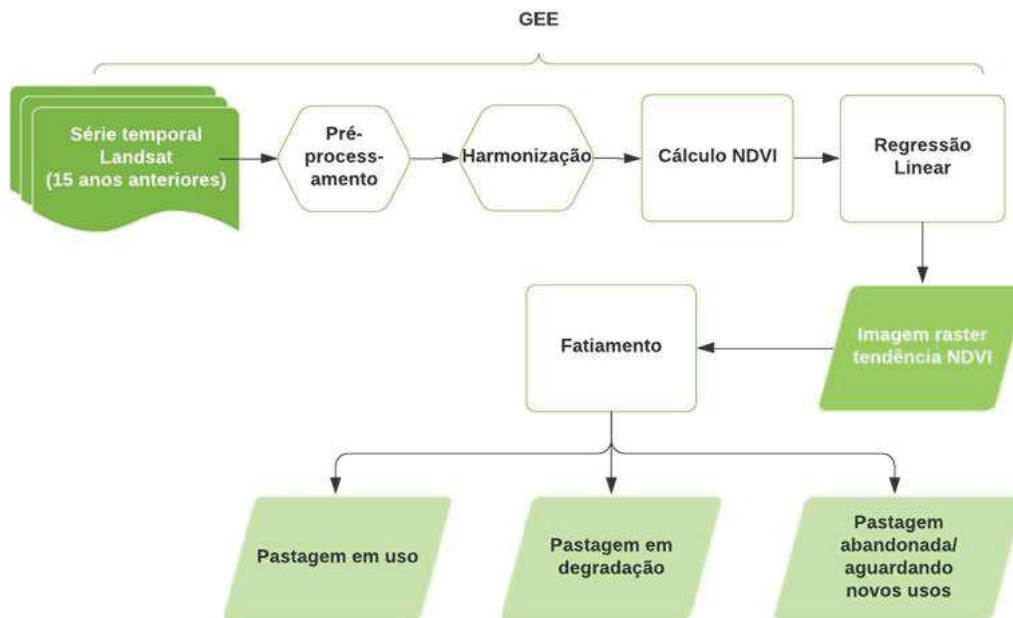 GEE
Série temporal
Landsat
(15 anos anteriores)
Pré-
process-
amento
Harmonização
Cálculo NDVI
Regressão
Linear
Imagem raster
tendência NDVI
Fatiamento
Pastagem em uso
Pastagem em
degradação
Pastagem
abandonada/
aguardando
novos usos